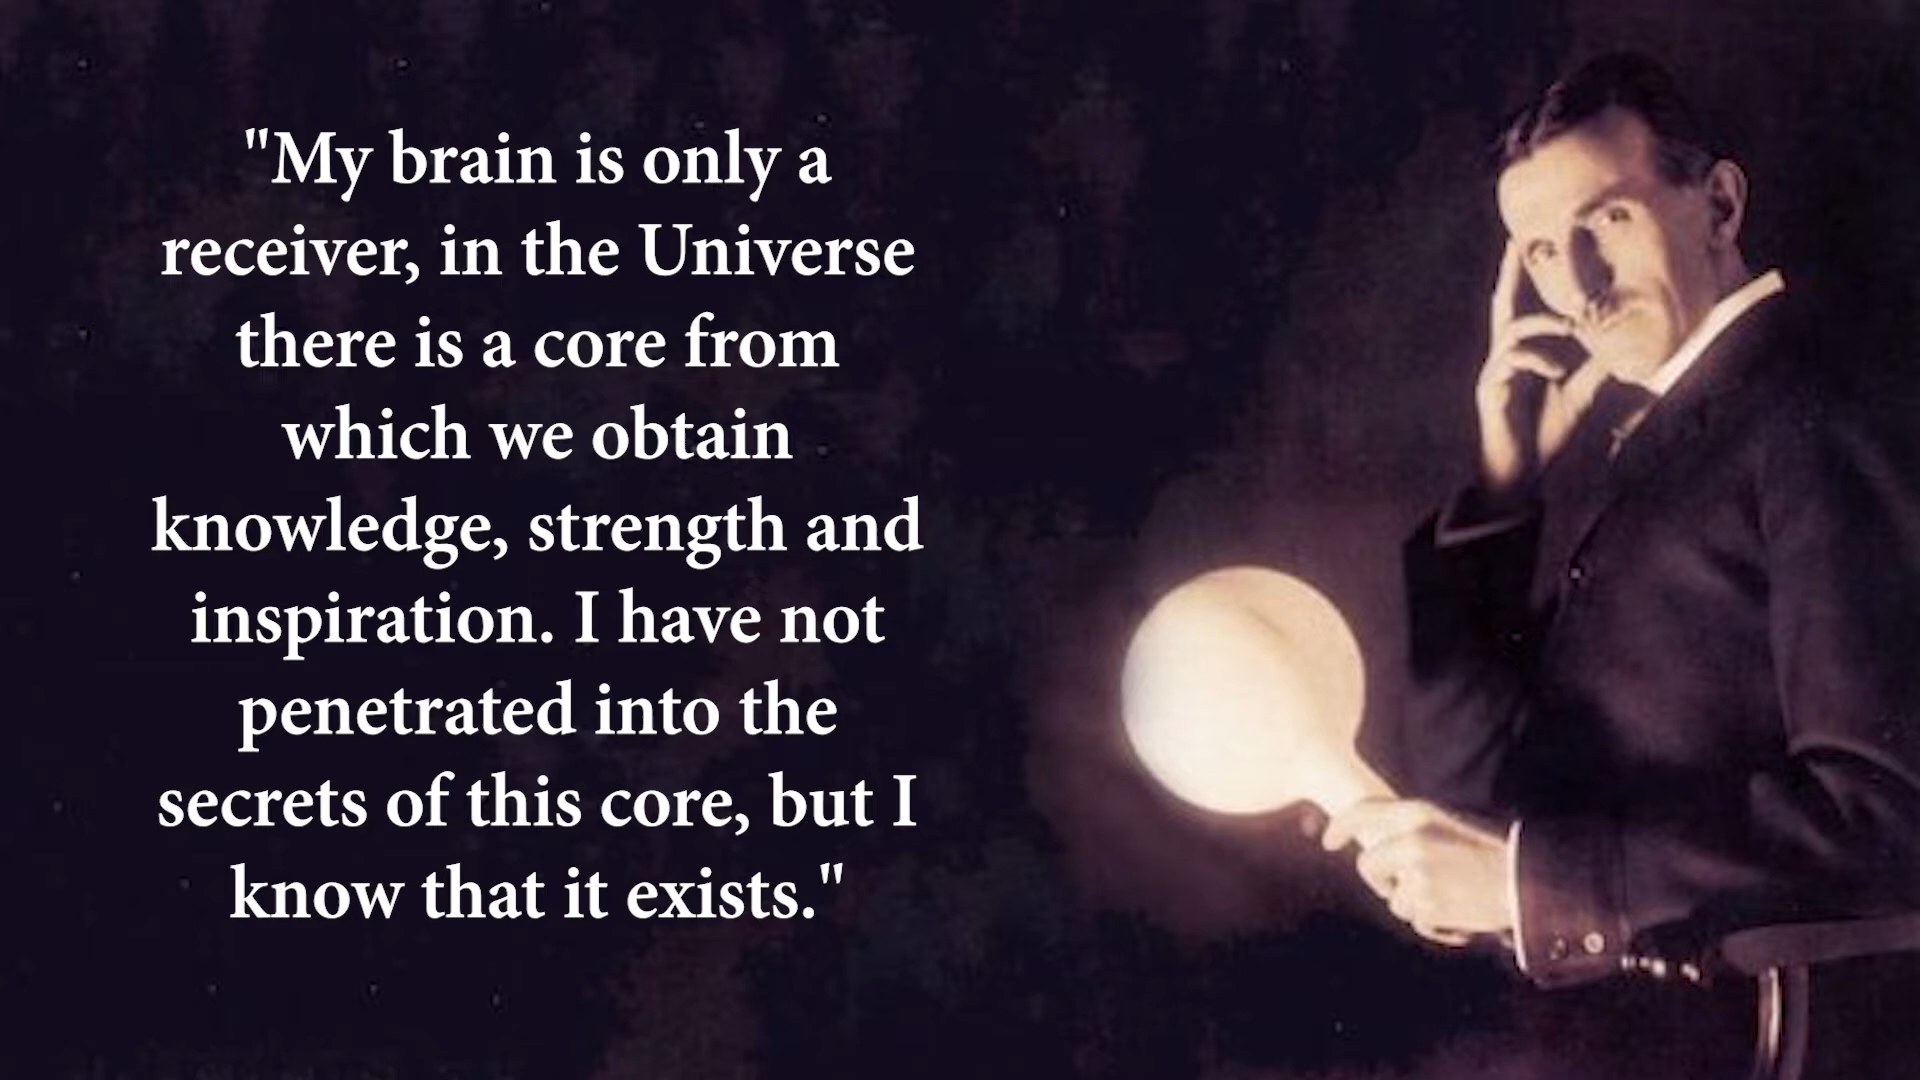 "My brain is only a
receiver, in the Universe
there is a core from
which we obtain
knowledge, strength and
inspiration. I have not
penetrated into the
secrets of this core, but I
know that it exists."